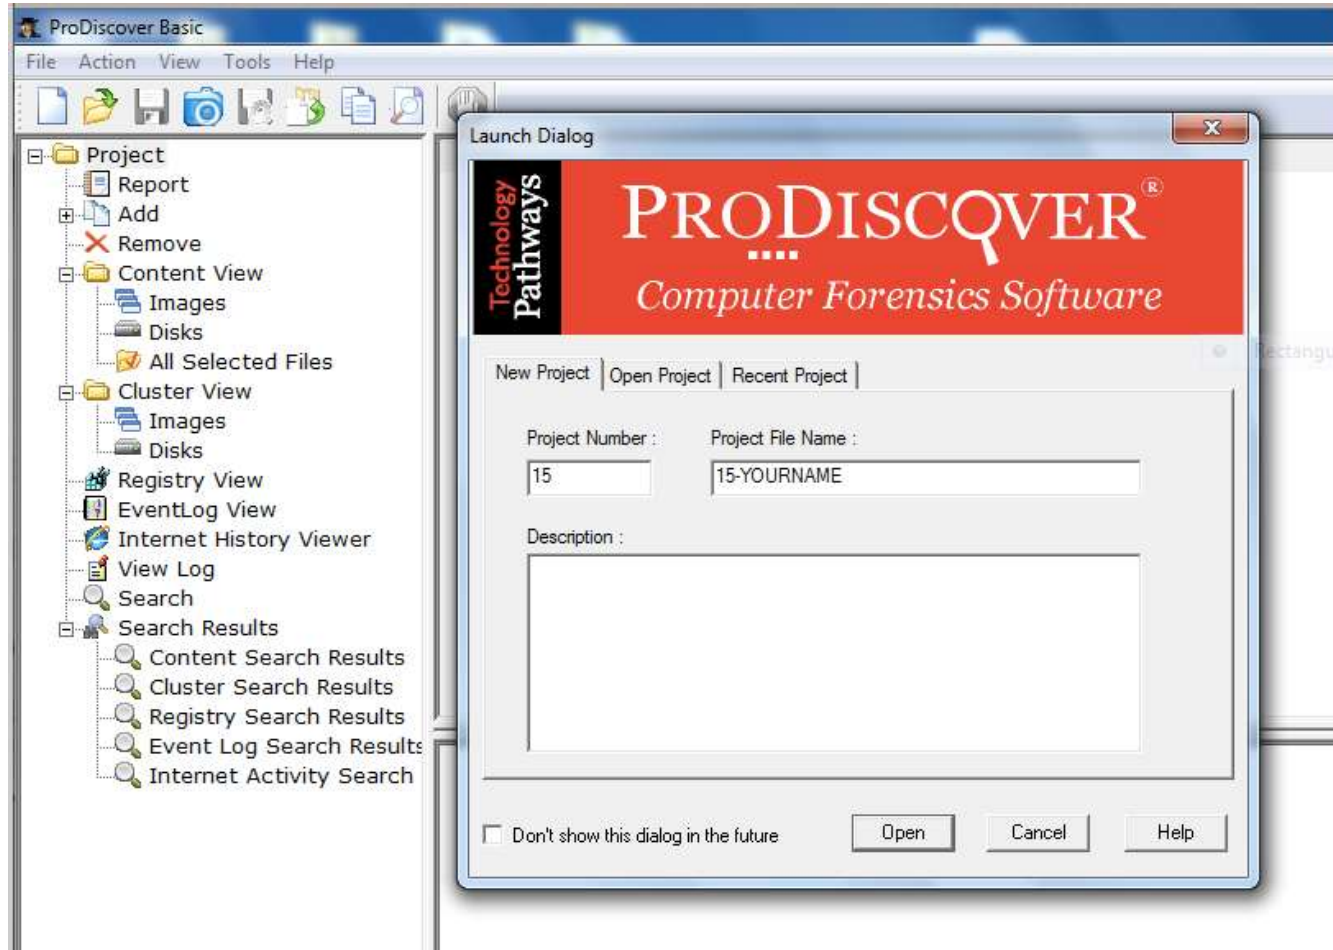 ProDiscover Basic
File Action View Tools Help
Project
Report
Add
Remove
Content View
Images
Disks
All Selected Files
Cluster View
Images
Disks
Registry View
EventLog View
Internet History Viewer
View Log
Search
Search Results
Content Search Results
Cluster Search Results
Registry Search Results
Event Log Search Results
Internet Activity Search
Launch Dialog
Technology
Pathways
PRODISCOVER®
Computer Forensics Software
New Project Open Project Recent Project
Project Number : Project File Name :
15 15-YOURNAME
Description :
Don't show this dialog in the future Open Cancel Help